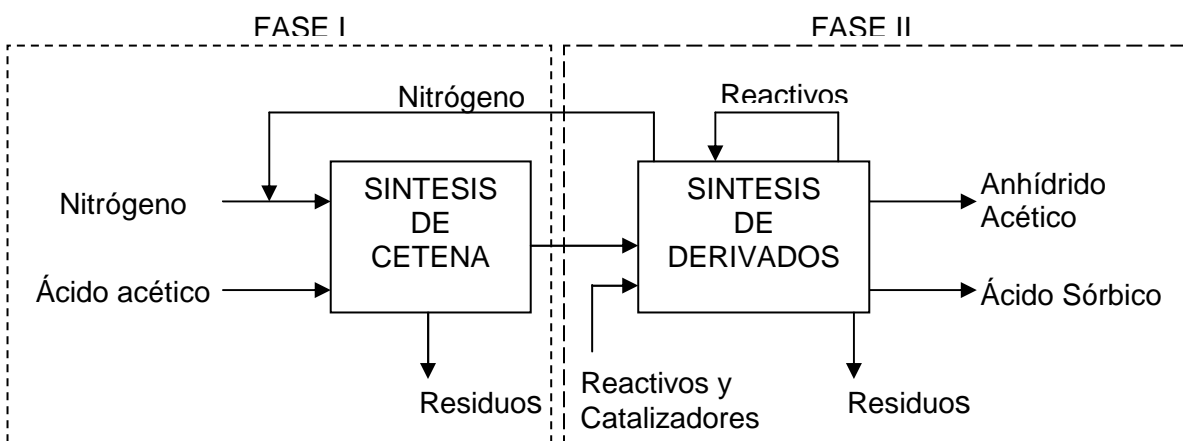 FASE I
FASE II
Nitrógeno
Reactivos
Nitrógeno
Ácido acético
SINTESIS
DE
CETENA
SINTESIS
DE
DERIVADOS
Anhídrido
Acético
Ácido Sórbico
Residuos
Reactivos y
Catalizadores
Residuos